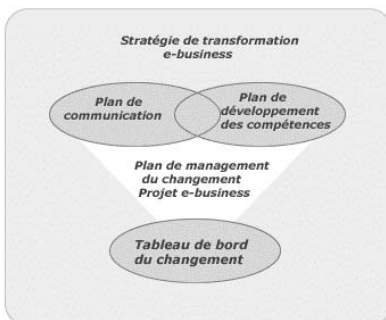 Stratégie de transformation
e-business
Plan de
communication
Plan de
développement
des compétences
Plan de management
du changement
Projet e-business
Tableau de bord
du changement